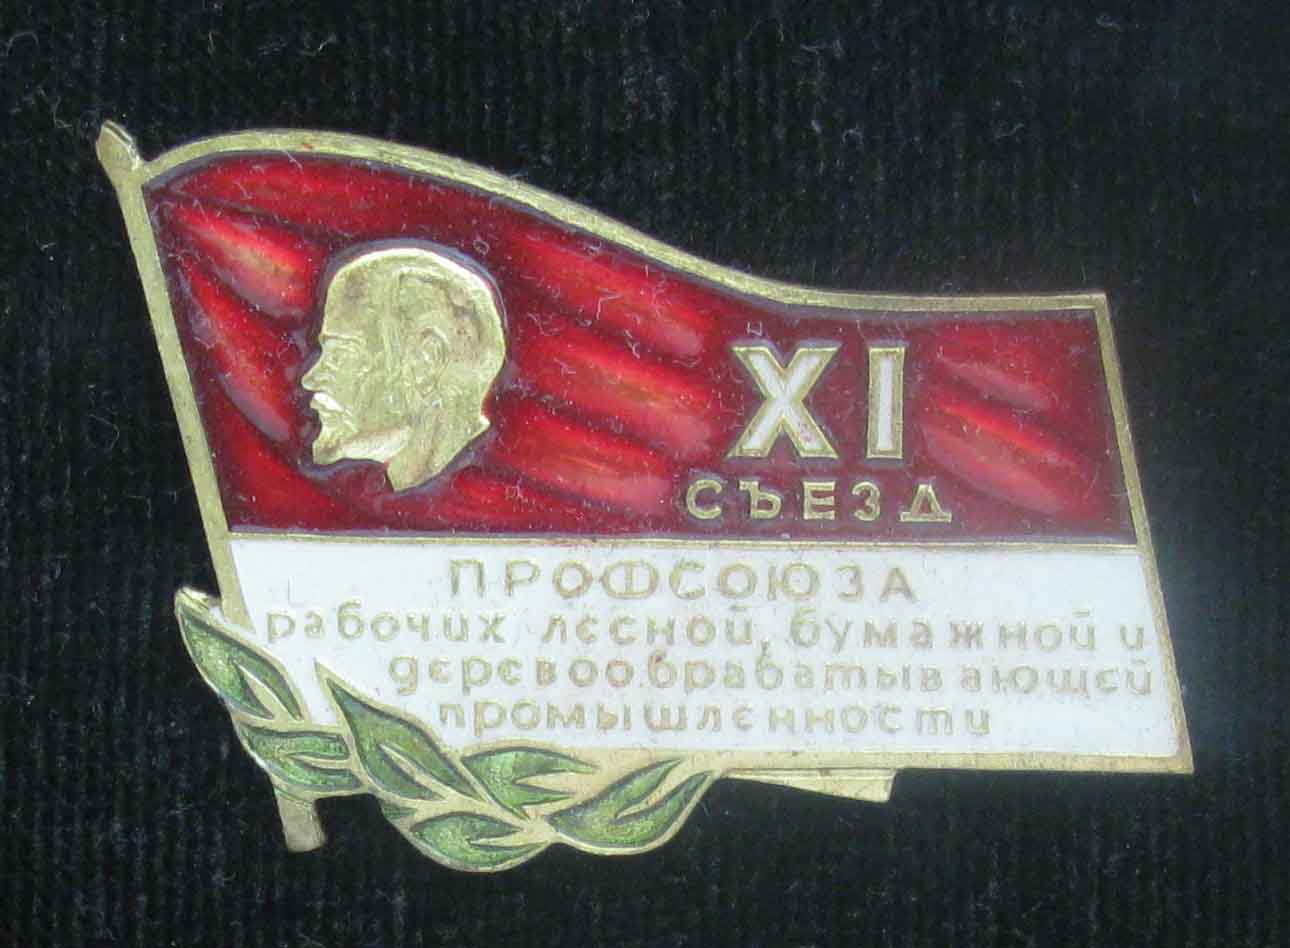 XI
СЪЕЗД
ПРОФСОЮЗА
рабочих лесной, бумажной и
деревообрабатывающей
промышленности